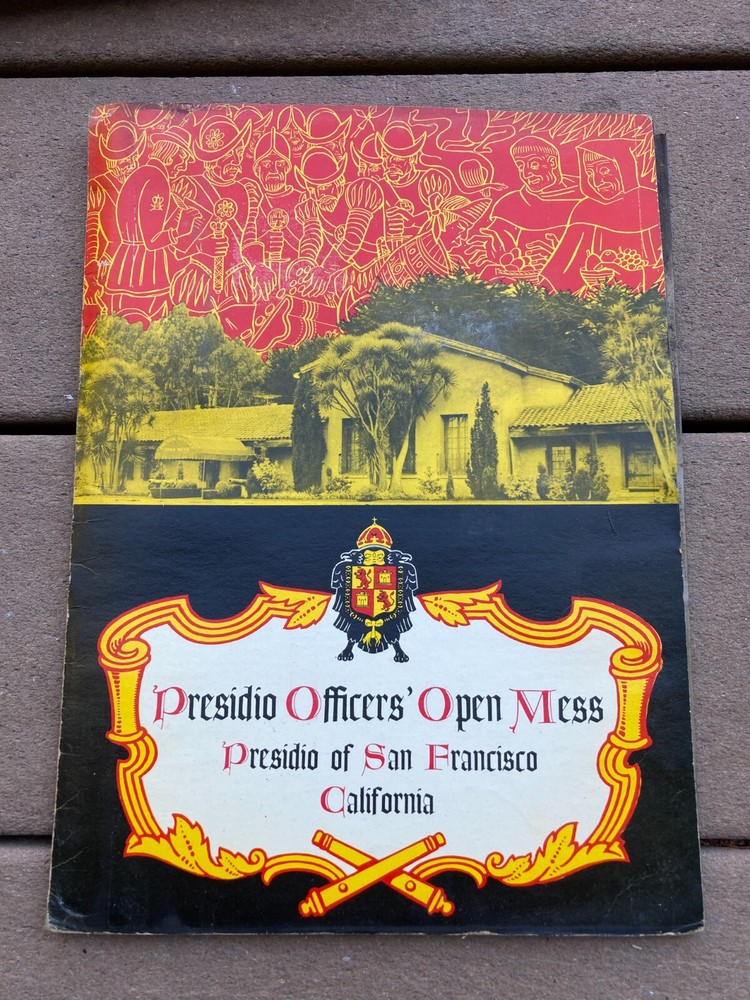 Presidio Officers' Open Mess
Presidio of San Francisco
California